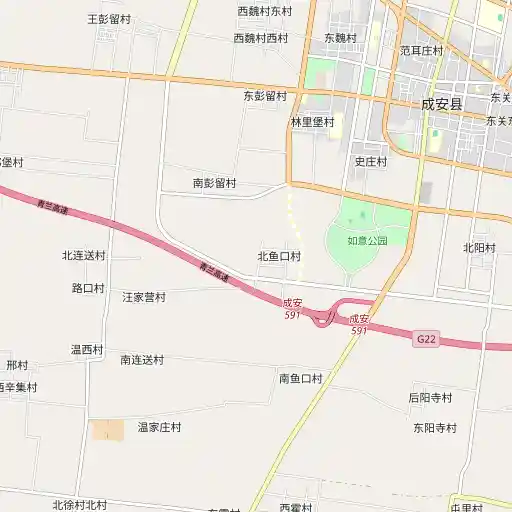 西魏村东村
王彭留村
西魏村西村
东魏村
范耳庄村
东彭留村
成安县
东关
林里堡村
东关东
史庄村
堡村
南彭留村
青兰高速
如意公园
北阳村
北连送村
北鱼口村
青兰高速
路口村
汪家营村
成安
591
成安
591
G22
温西村
南连送村
邢村
南鱼口村
西辛集村
后阳寺村
温家庄村
东阳寺村
北徐村北村
西霍村
屯里村